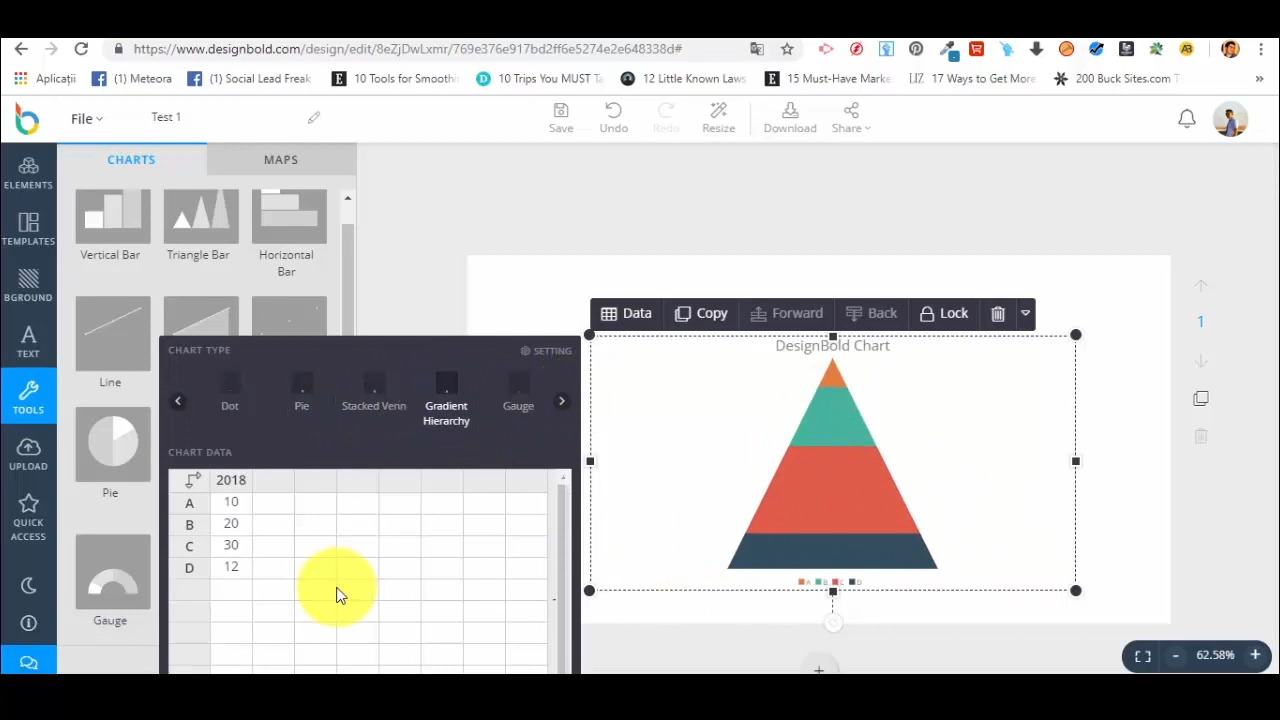 https://www.designbold.com/design/edit/8eZjDwLxmr/769e376e917bd2ff6e5274e2e648338d#
Aplicații
(1) Meteora
(1) Social Lead Freak
10 Tools for Smoothi
10 Trips You MUST Ta
12 Little Known Laws
15 Must-Have Marke
17 Ways to Get More
200 Buck Sites.com T
»
File
Test 1
Save
Undo
Redo
Resize
Download
Share
ELEMENTS
TEMPLATES
BGROUND
TEXT
TOOLS
UPLOAD
QUICK
ACCESS
CHARTS
MAPS
Vertical Bar
Triangle Bar
Horizontal
Bar
Line
Pie
Gauge
CHART TYPE
SETTING
Dot
Pie
Stacked Venn
Gradient
Hierarchy
Gauge
CHART DATA
2018
A 10
B 20
C 30
D 12
Data
Copy
Forward
Back
Lock
DesignBold Chart
A B C D
1
- 62.58% +